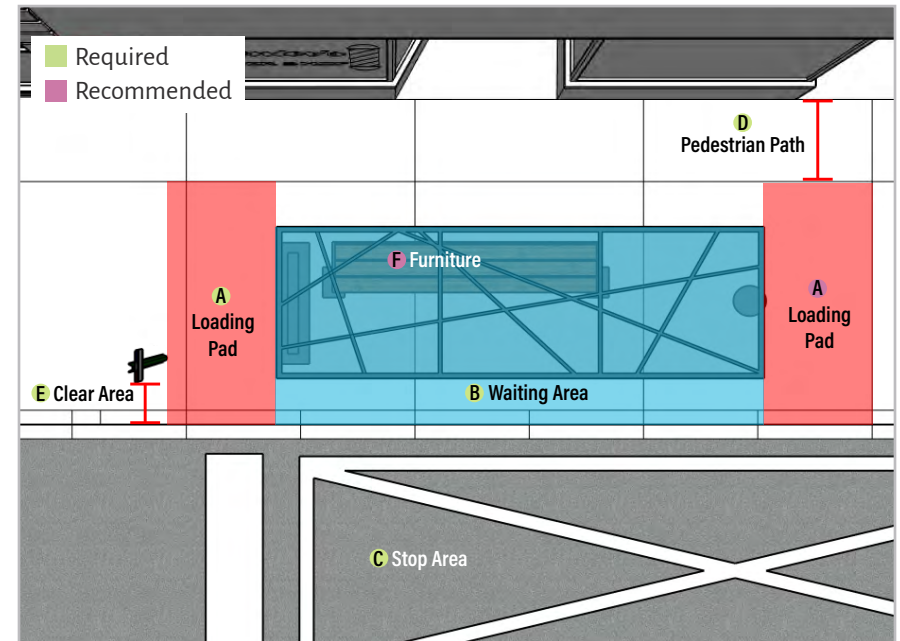 Required
Recommended
D
Pedestrian Path
F Furniture
A
Loading
Pad
A
Loading
Pad
E Clear Area
B Waiting Area
C Stop Area